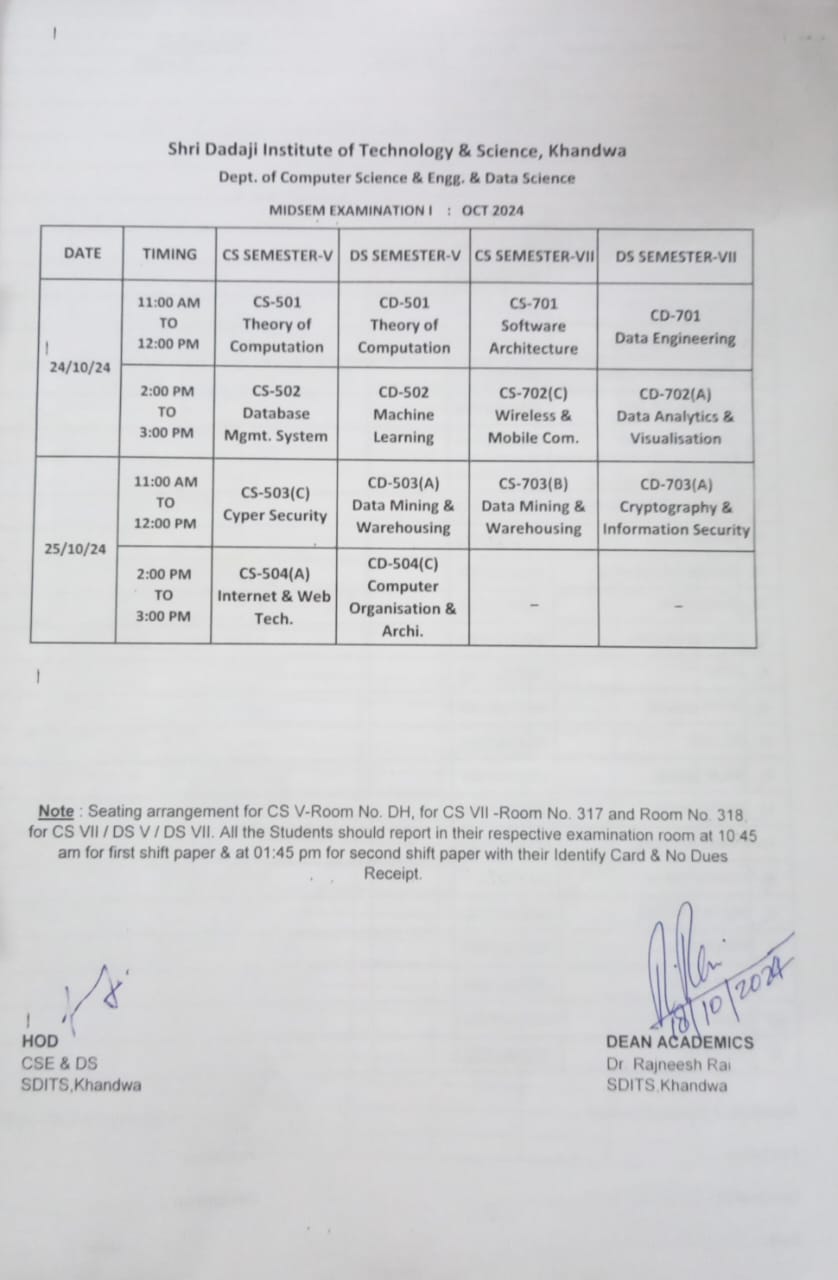 Shri Dadaji Institute of Technology & Science, Khandwa
Dept. of Computer Science & Engg. & Data Science
MIDSEM EXAMINATION I : OCT 2024
DATE TIMING CS SEMESTER-V DS SEMESTER-V CS SEMESTER-VII DS SEMESTER-VII
24/10/24
11:00 AM
TO
12:00 PM
CS-501
Theory of
Computation
CD-501
Theory of
Computation
CS-701
Software
Architecture
CD-701
Data Engineering
2:00 PM
TO
3:00 PM
CS-502
Database
Mgmt. System
CD-502
Machine
Learning
CS-702(C)
Wireless &
Mobile Com.
CD-702(A)
Data Analytics &
Visualisation
25/10/24
11:00 AM
TO
12:00 PM
CS-503(C)
Cyper Security
CD-503(A)
Data Mining &
Warehousing
CS-703(B)
Data Mining &
Warehousing
CD-703(A)
Cryptography &
Information Security
2:00 PM
TO
3:00 PM
CS-504(A)
Internet & Web
Tech.
CD-504(C)
Computer
Organisation &
Archi.
–
–
Note : Seating arrangement for CS V-Room No. DH, for CS VII -Room No. 317 and Room No. 318
for CS VII / DS V / DS VII. All the Students should report in their respective examination room at 10 45
am for first shift paper & at 01:45 pm for second shift paper with their Identify Card & No Dues
Receipt.
18/10/2024
HOD
CSE & DS
SDITS,Khandwa
DEAN ACADEMICS
Dr. Rajneesh Rai
SDITS,Khandwa